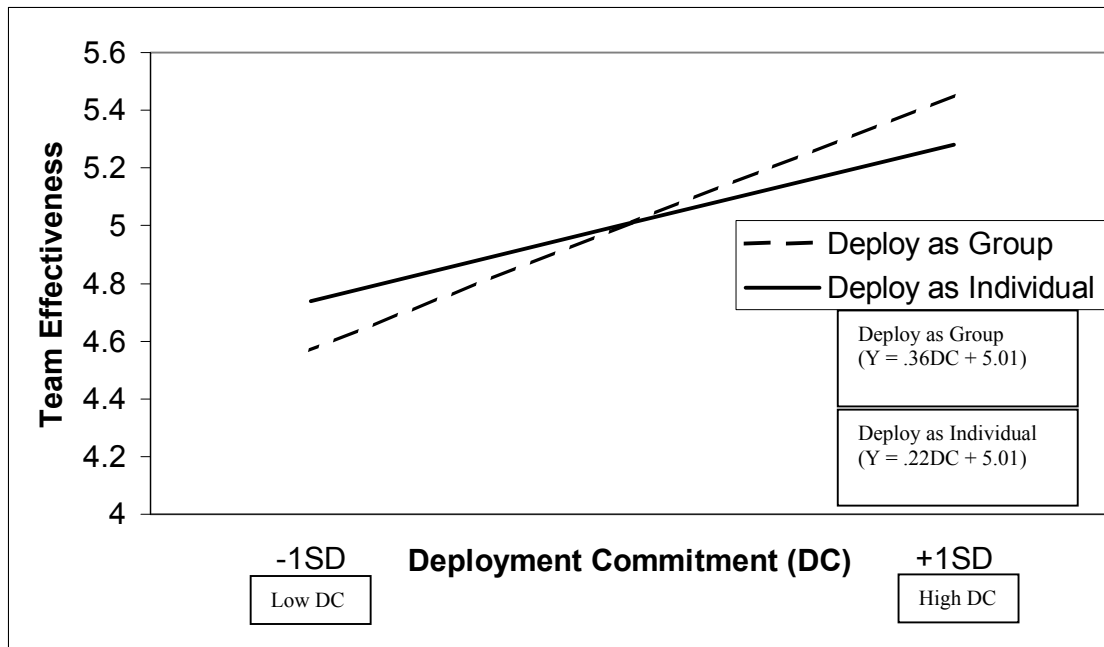 5.6
5.4
5.2
5
4.8
4.6
4.4
4.2
4
Team Effectiveness
Deploy as Group
Deploy as Individual
Deploy as Group
(Y = .36DC + 5.01)
Deploy as Individual
(Y = .22DC + 5.01)
-1SD Deployment Commitment (DC) +1SD
Low DC High DC